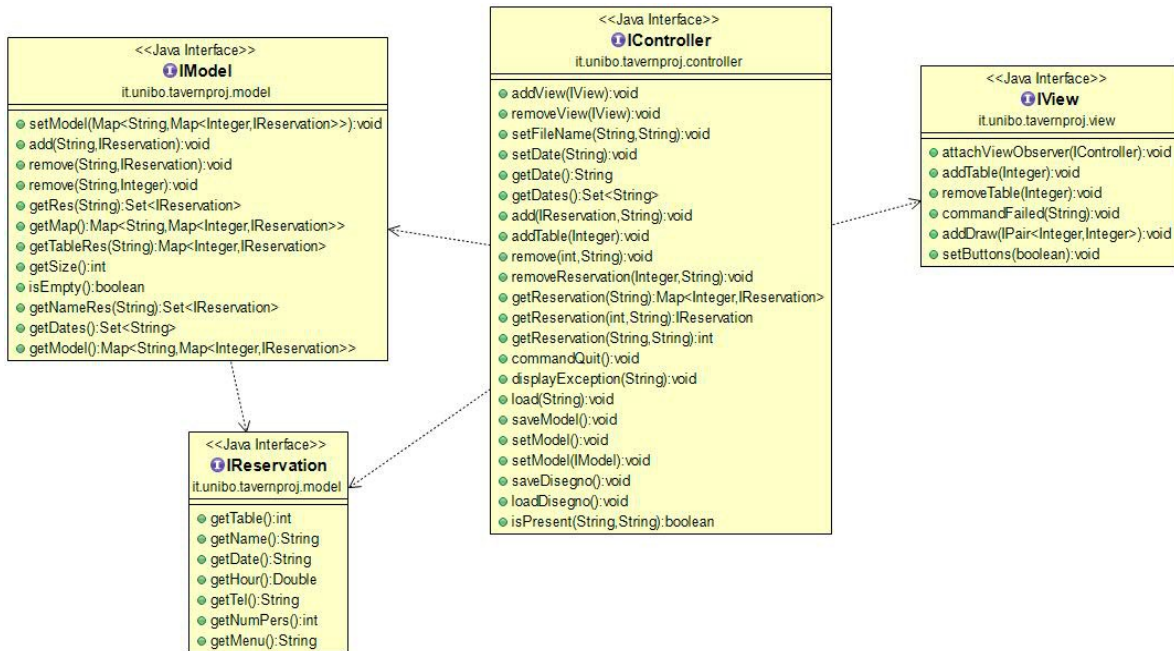 <<Java Interface>>
IModel
it.unibo.tavernproj.model
setModel(Map<String,Map<Integer,IReservation>>):void
add(String,IReservation):void
remove(String,IReservation):void
remove(String,Integer):void
getRes(String):Set<IReservation>
getMap():Map<String,Map<Integer,IReservation>>
getTableRes(String):Map<Integer,IReservation>
getSize():int
isEmpty():boolean
getNameRes(String):Set<IReservation>
getDates():Set<String>
getModel():Map<String,Map<Integer,IReservation>>
<<Java Interface>>
IController
it.unibo.tavernproj.controller
addView(IView):void
removeView(IView):void
setFileName(String,String):void
setDate(String):void
getDate():String
getDates():Set<String>
add(IReservation,String):void
addTable(Integer):void
remove(int,String):void
removeReservation(Integer,String):void
getReservation(String):Map<Integer,IReservation>
getReservation(int,String):IReservation
getReservation(String,String):int
commandQuit():void
displayException(String):void
load(String):void
saveModel():void
setModel():void
setModel(IModel):void
saveDisegno():void
loadDisegno():void
isPresent(String,String):boolean
<<Java Interface>>
IView
it.unibo.tavernproj.view
attachViewObserver(IController):void
addTable(Integer):void
removeTable(Integer):void
commandFailed(String):void
addDraw(IPair<Integer,Integer>):void
setButtons(boolean):void
<<Java Interface>>
IReservation
it.unibo.tavernproj.model
getTable():int
getName():String
getDate():String
getHour():Double
getTel():String
getNumPers():int
getMenu():String